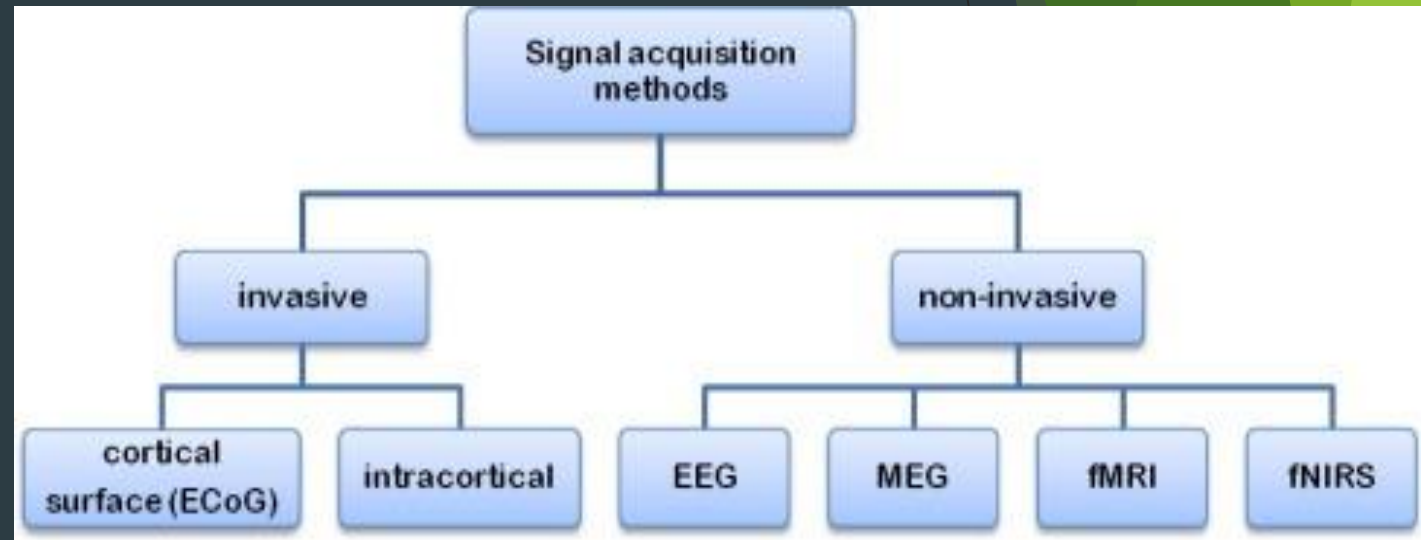 Signal acquisition
methods
invasive
non-invasive
cortical
surface (ECoG)
intracortical
EEG
MEG
fMRI
fNIRS